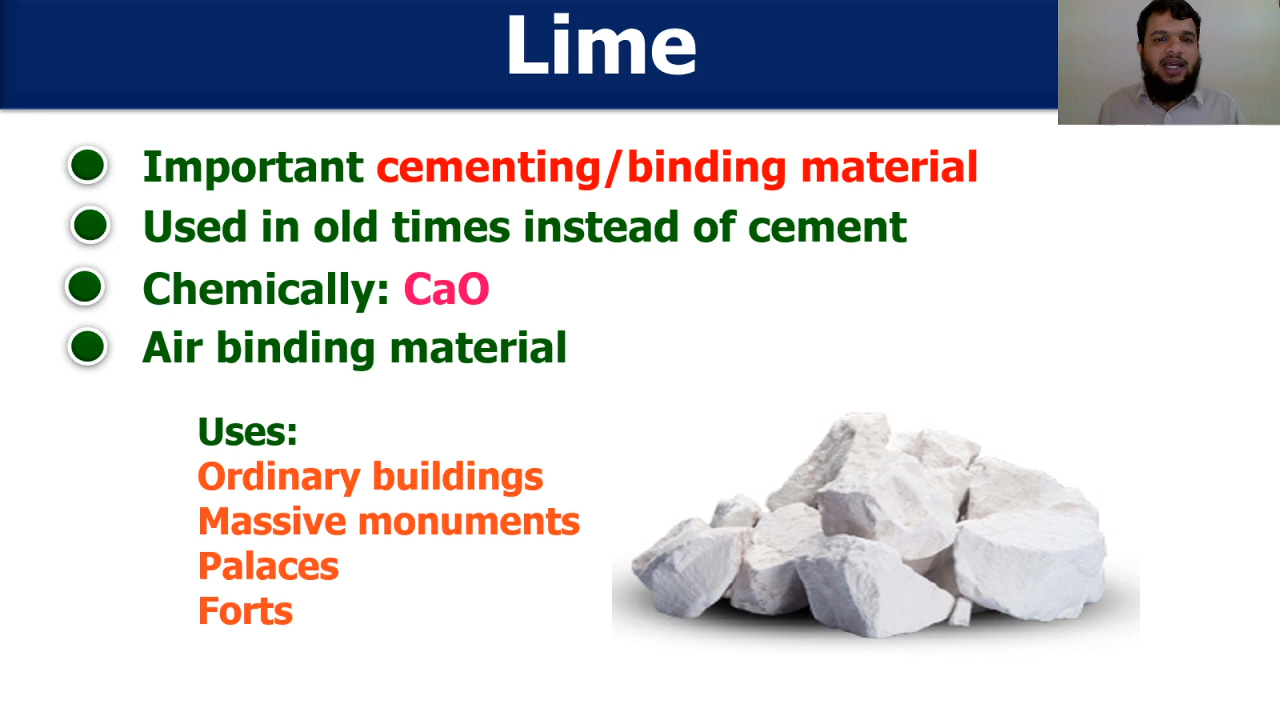 Lime
Important cementing/binding material
Used in old times instead of cement
Chemically: CaO
Air binding material
Uses:
Ordinary buildings
Massive monuments
Palaces
Forts